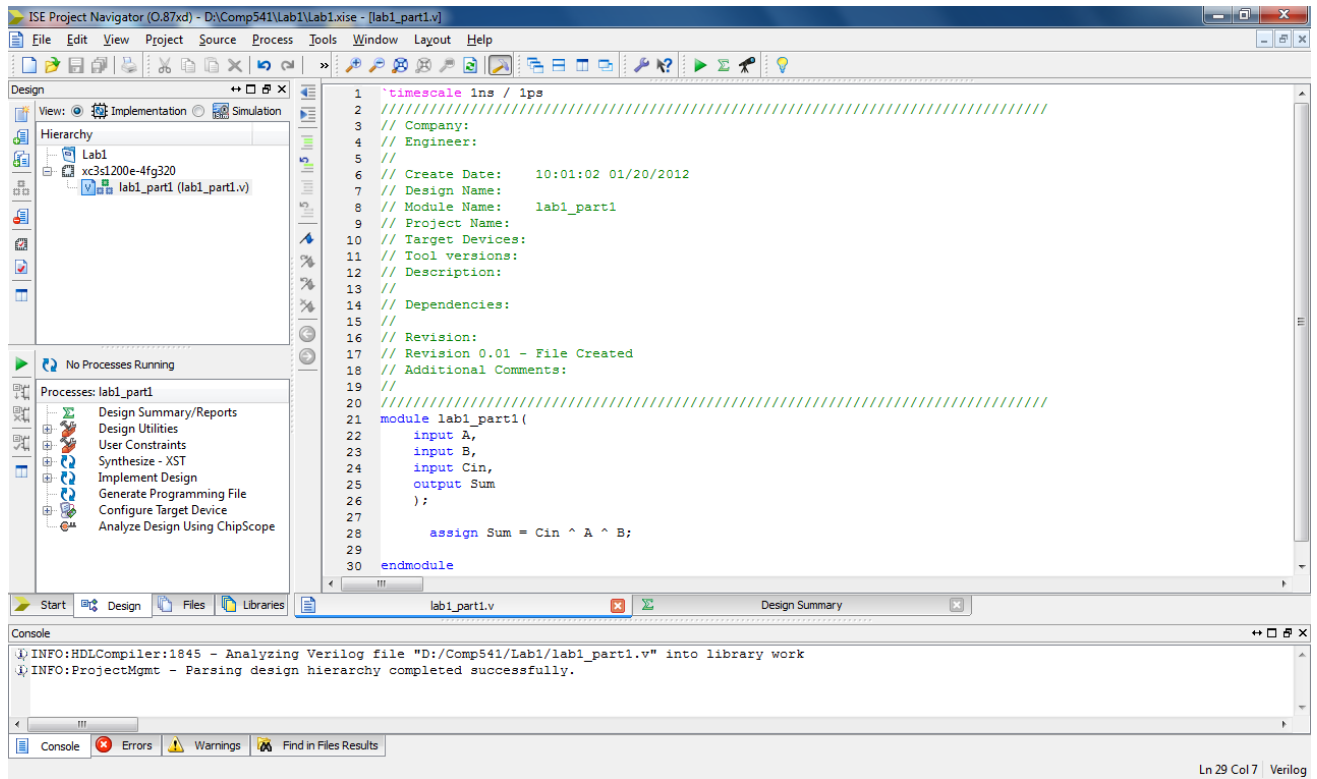 ISE Project Navigator (O.87xd) - D:\Comp541\Lab1\Lab1.xise - [lab1_part1.v]
File Edit View Project Source Process Tools Window Layout Help
Design
View: Implementation Simulation
Hierarchy
Lab1
xc3s1200e-4fg320
lab1_part1 (lab1_part1.v)
No Processes Running
Processes: lab1_part1
Design Summary/Reports
Design Utilities
User Constraints
Synthesize - XST
Implement Design
Generate Programming File
Configure Target Device
Analyze Design Using ChipScope
Start Design Files Libraries
1 `timescale 1ns / 1ps
2 //////////////////////////////////////////////////////////////////////////////////
3 // Company:
4 // Engineer:
5 //
6 // Create Date:    10:01:02 01/20/2012
7 // Design Name:
8 // Module Name:    lab1_part1
9 // Project Name:
10 // Target Devices:
11 // Tool versions:
12 // Description:
13 //
14 // Dependencies:
15 //
16 // Revision:
17 // Revision 0.01 - File Created
18 // Additional Comments:
19 //
20 //////////////////////////////////////////////////////////////////////////////////
21 module lab1_part1(
22     input A,
23     input B,
24     input Cin,
25     output Sum
26     );
27
28       assign Sum = Cin ^ A ^ B;
29
30 endmodule
lab1_part1.v Design Summary
Console
INFO:HDLCompiler:1845 - Analyzing Verilog file "D:/Comp541/Lab1/lab1_part1.v" into library work
INFO:ProjectMgmt - Parsing design hierarchy completed successfully.
Console Errors Warnings Find in Files Results
Ln 29 Col 7 Verilog